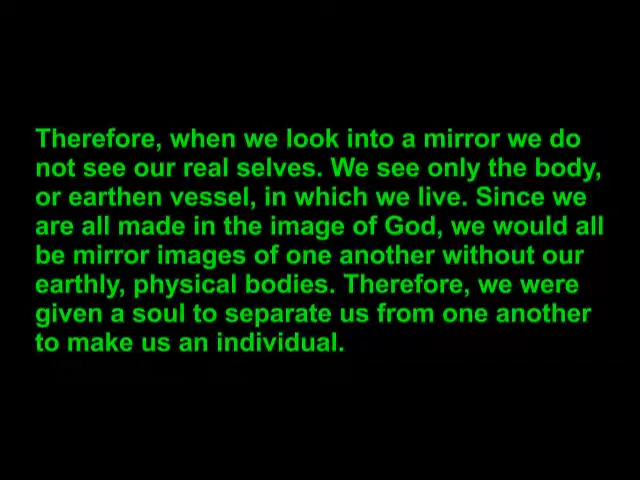 Therefore, when we look into a mirror we do
not see our real selves. We see only the body,
or earthen vessel, in which we live. Since we
are all made in the image of God, we would all
be mirror images of one another without our
earthly, physical bodies. Therefore, we were
given a soul to separate us from one another
to make us an individual.